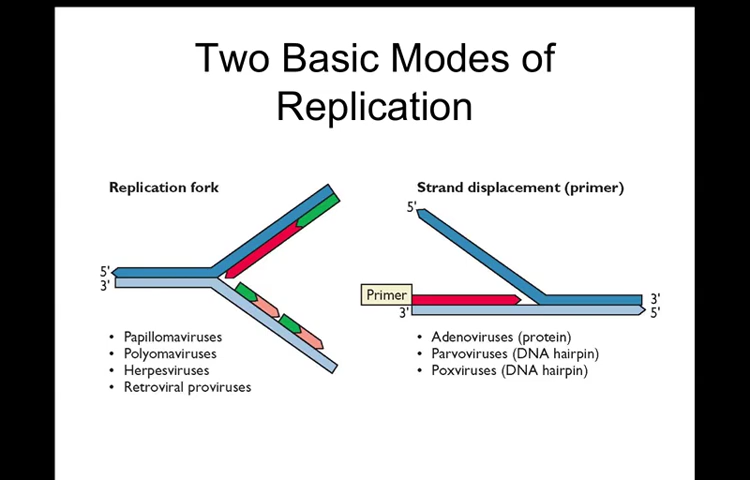 Two Basic Modes of
Replication
Replication fork
5'
3'
• Papillomaviruses
• Polyomaviruses
• Herpesviruses
• Retroviral proviruses
Strand displacement (primer)
5'
Primer
3'
3'
5'
• Adenoviruses (protein)
• Parvoviruses (DNA hairpin)
• Poxviruses (DNA hairpin)